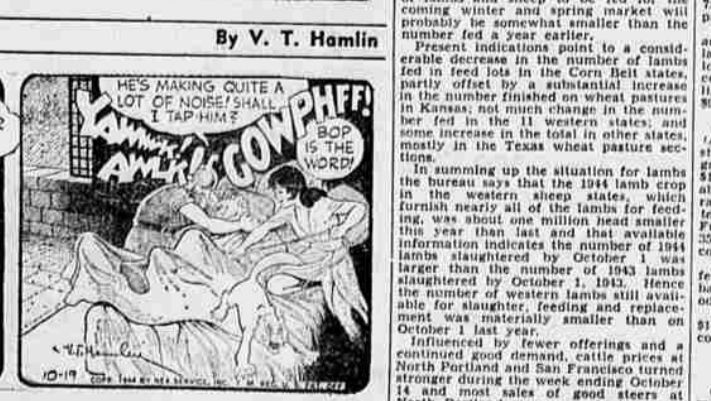 By V. T. Hamlin
HE'S MAKING QUITE A
LOT OF NOISE! SHALL
I TAP HIM?
BOP
IS THE
WORD!
GOWPHFF!
10-19
COPR. 1944 BY NEA SERVICE, INC. T. M. REG. U. S. PAT. OFF.
coming winter and spring market will
probably be somewhat smaller than the
number fed a year earlier.
Present indications point to a consid-
erable decrease in the number of lambs
fed in feed lots in the Corn Belt states,
partly offset by a substantial increase
in the number finished on wheat pastures
in Kansas; not much change in the num-
ber fed in the 11 western states; and
some increase in the total in other states,
mostly in the Texas wheat pasture sec-
tions.
In summing up the situation for lambs
the bureau says that the 1944 lamb crop
in the western sheep states, which
furnish nearly all of the lambs for feed-
ing, was about one million head smaller
this year than last and that available
information indicates the number of 1944
lambs slaughtered by October 1 was
larger than the number of 1943 lambs
slaughtered by October 1, 1943. Hence
the number of western lambs still avail-
able for slaughter, feeding and replace-
ment was materially smaller than on
October 1 last year.
Influenced by fewer offerings and a
continued good demand, cattle prices at
North Portland and San Francisco turned
stronger during the week ending October
14 and most sales of good steers at